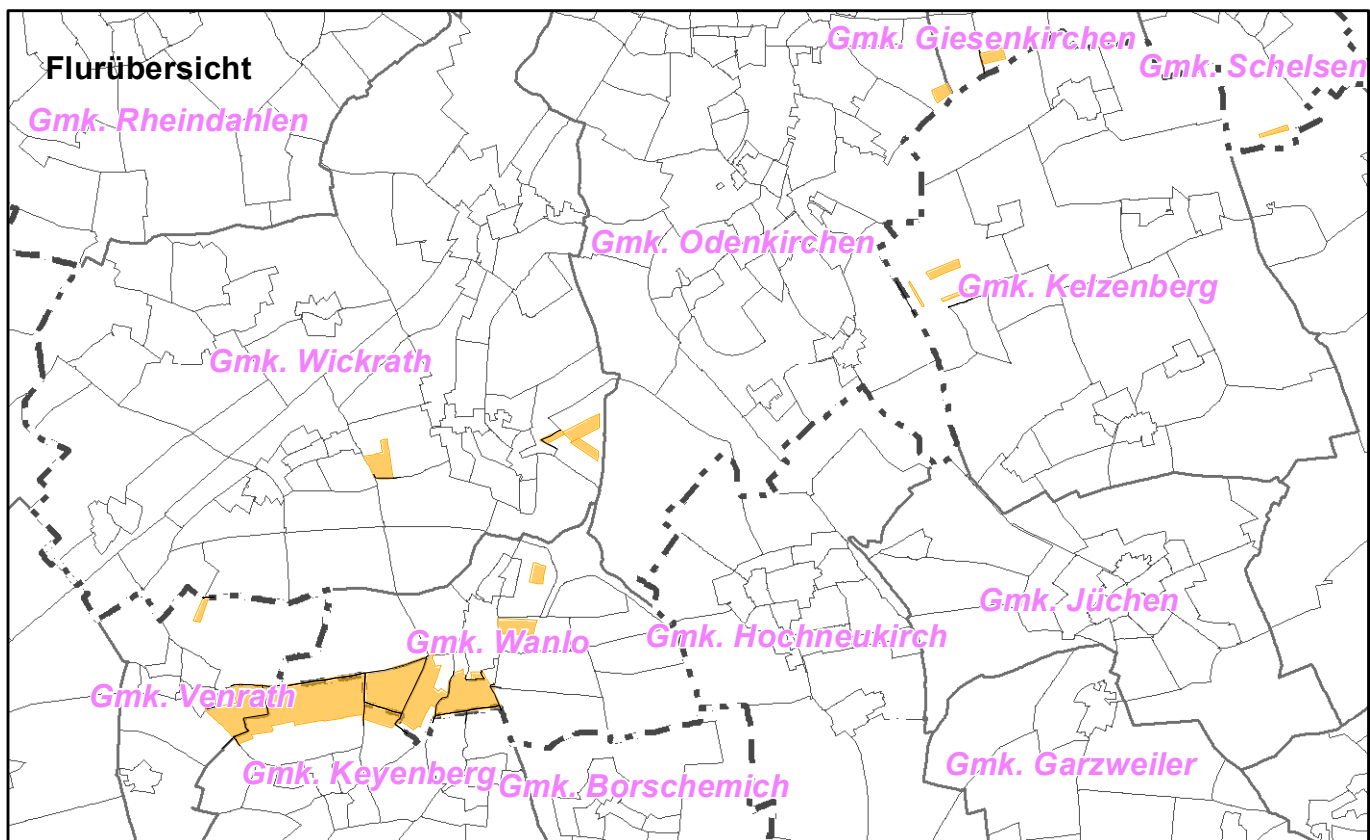 Gmk. Giesenkirchen
Flurübersicht
Gmk. Schelsen
Gmk. Rheindahlen
Gmk. Odenkirchen
Gmk. Kelzenberg
Gmk. Wickrath
Gmk. Jüchen
Gmk. Wanlo
Gmk. Hochneukirch
Gmk. Venrath
Gmk. Keyenberg
Gmk. Borschemich
Gmk. Garzweiler